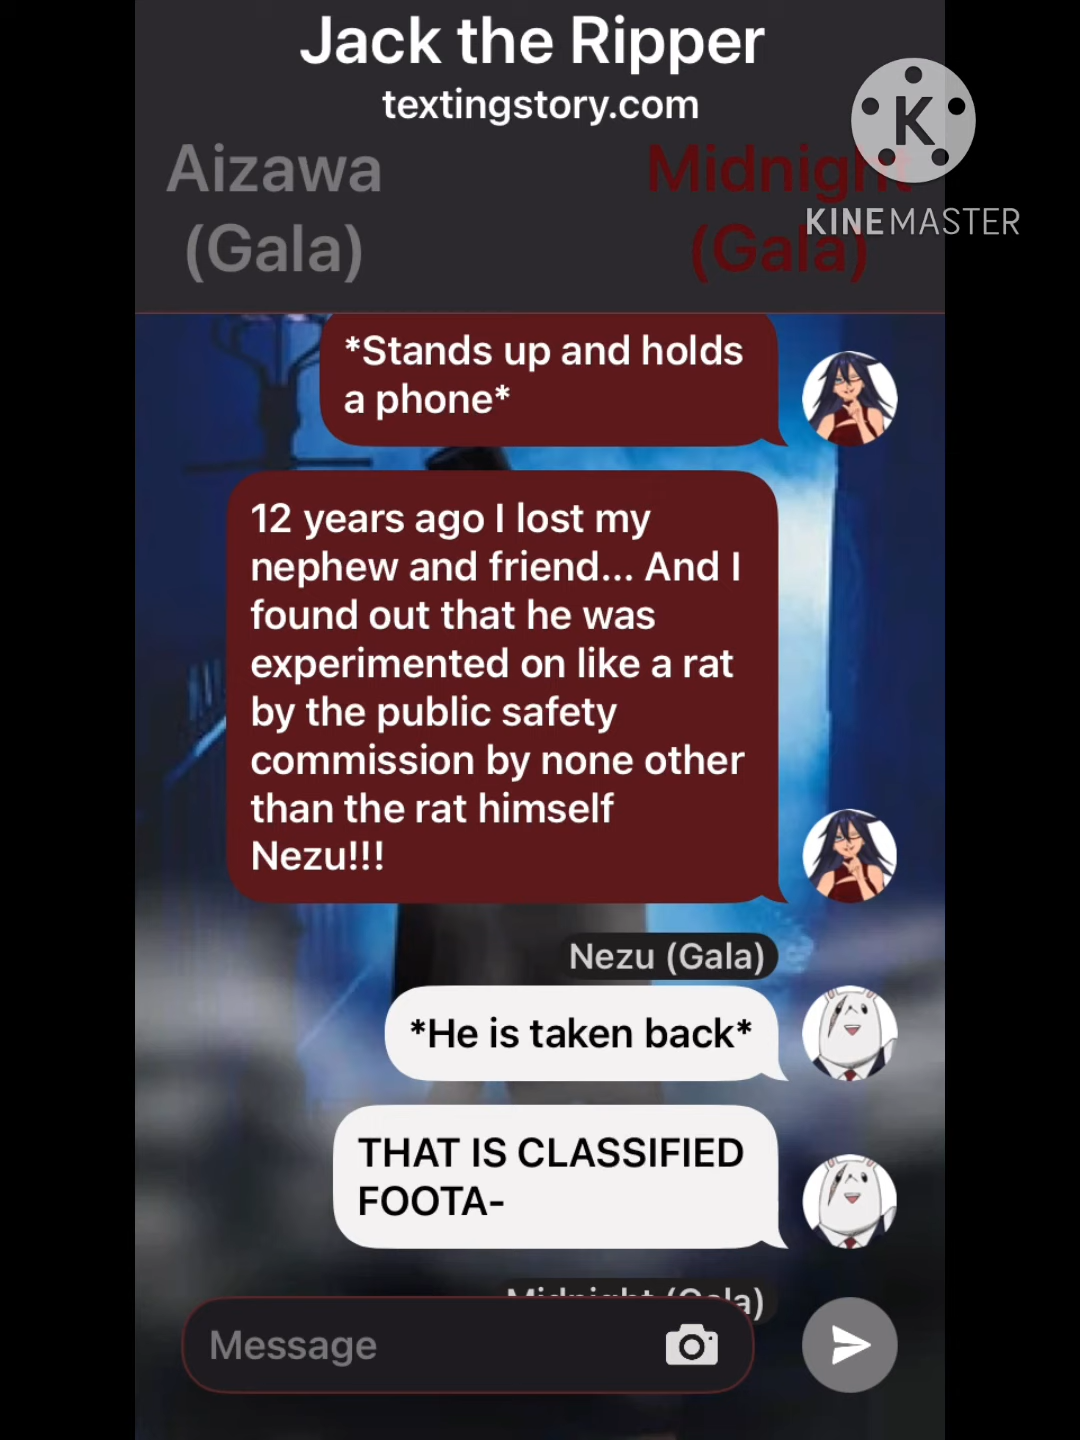 Jack the Ripper
textingstory.com
Aizawa
(Gala)
Midnight
(Gala)
K
KINEMASTER
*Stands up and holds
a phone*
12 years ago I lost my
nephew and friend... And I
found out that he was
experimented on like a rat
by the public safety
commission by none other
than the rat himself
Nezu!!!
Nezu (Gala)
*He is taken back*
THAT IS CLASSIFIED
FOOTA-
Midnight (Gala)
Message